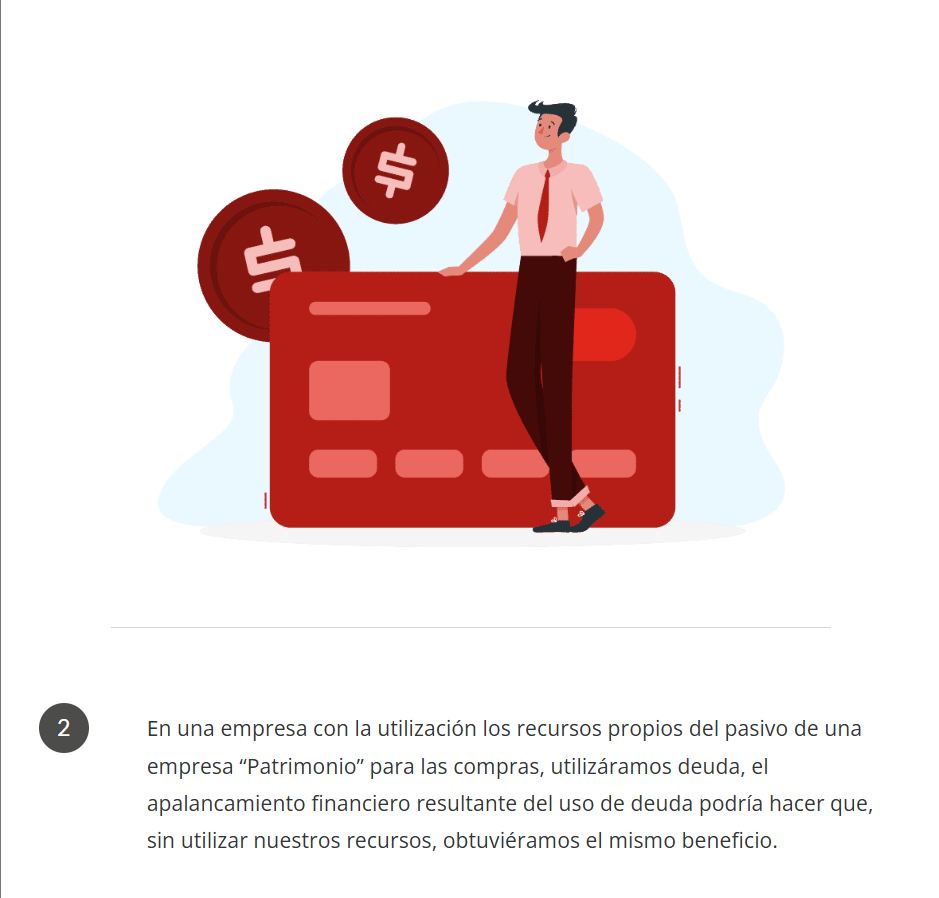 2
En una empresa con la utilización los recursos propios del pasivo de una
empresa “Patrimonio” para las compras, utilizáramos deuda, el
apalancamiento financiero resultante del uso de deuda podría hacer que,
sin utilizar nuestros recursos, obtuviéramos el mismo beneficio.